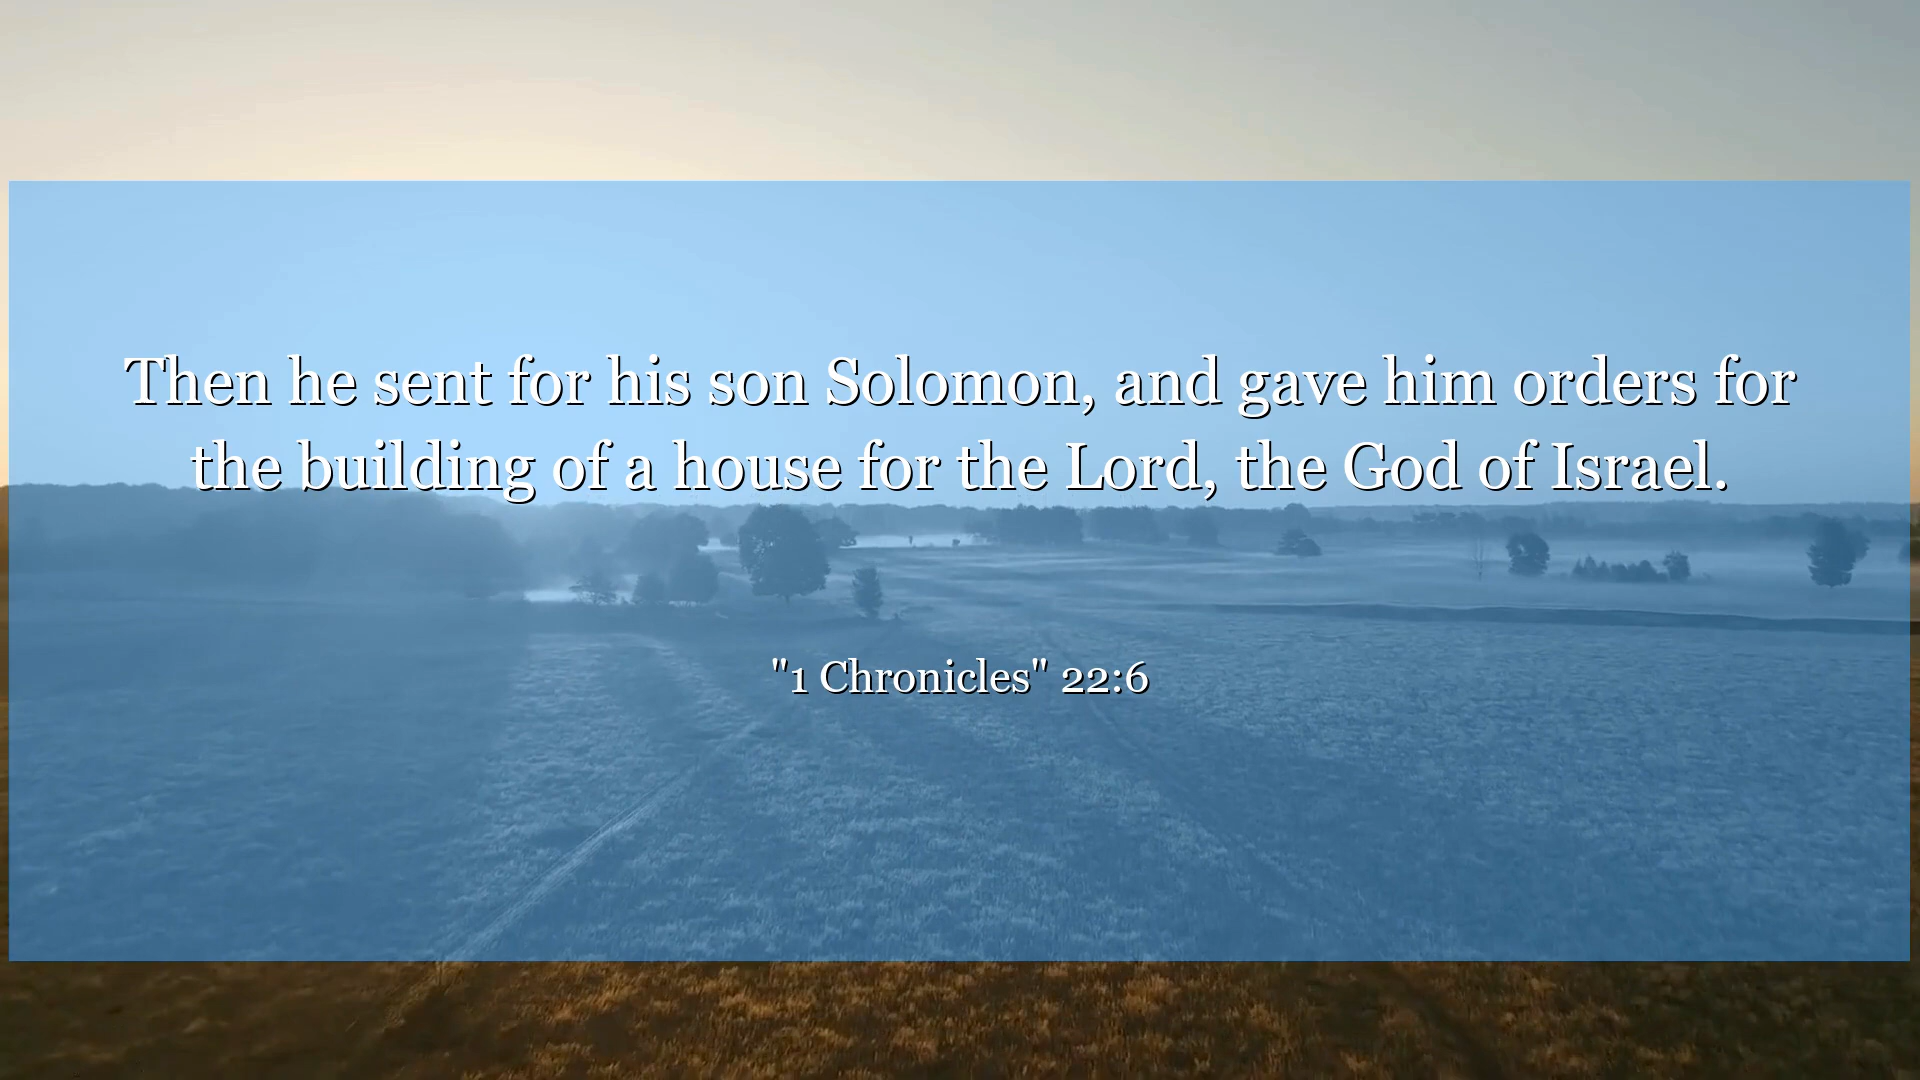 Then he sent for his son Solomon, and gave him orders for
the building of a house for the Lord, the God of Israel.
"1 Chronicles" 22:6